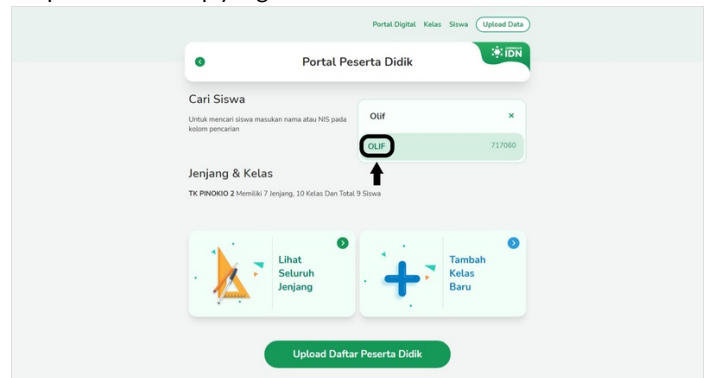 Portal Digital Kelas Siswa Upload Data
Portal Peserta Didik
IDN
Cari Siswa
Untuk mencari siswa masukan nama atau NIS pada
kolom pencarian
Olif ×
OLIF 717060
Jenjang & Kelas
TK PINOKIO 2 Memiliki 7 Jenjang, 10 Kelas Dan Total 9 Siswa
Lihat
Seluruh
Jenjang
Tambah
Kelas
Baru
Upload Daftar Peserta Didik